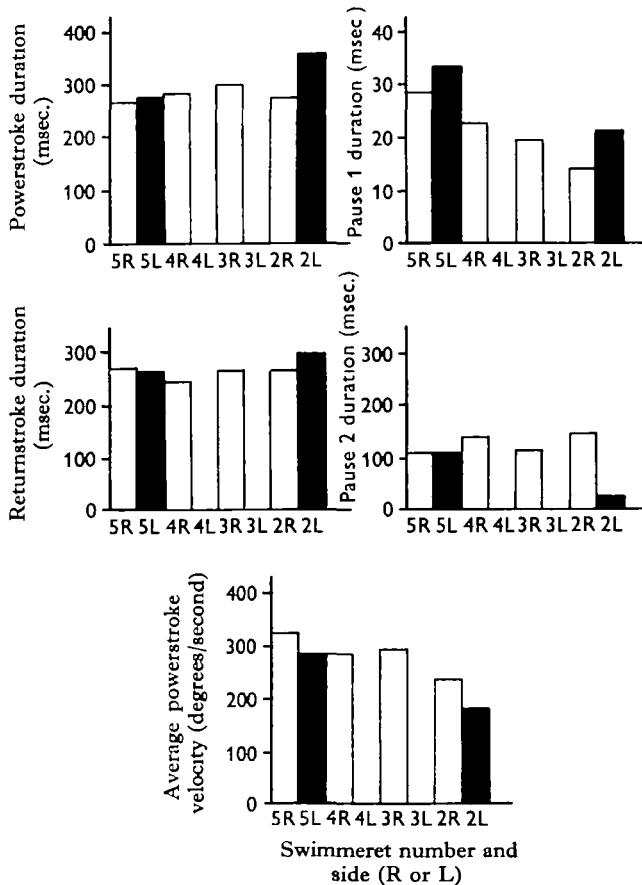 Powerstroke duration
(msec.)
400
300
200
100
0
5R 5L 4R 4L 3R 3L 2R 2L
Pause 1 duration (msec)
40
30
20
10
0
5R 5L 4R 4L 3R 3L 2R 2L
Returnstroke duration
(msec.)
300
200
100
0
5R 5L 4R 4L 3R 3L 2R 2L
Pause 2 duration (msec.)
300
200
100
0
5R 5L 4R 4L 3R 3L 2R 2L
Average powerstroke
velocity (degrees/second)
400
300
200
100
0
5R 5L 4R 4L 3R 3L 2R 2L
Swimmeret number and
side (R or L)